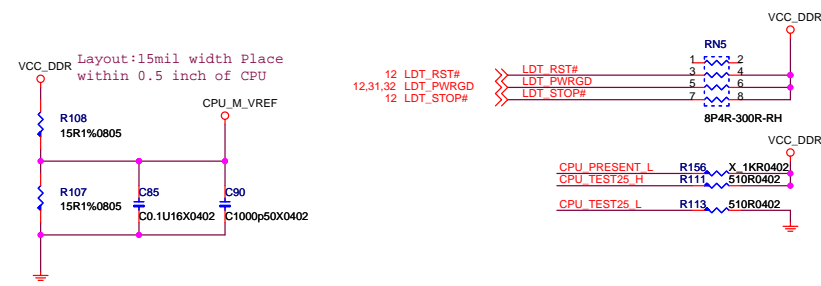 VCC_DDR
Layout:15mil width Place
within 0.5 inch of CPU
CPU_M_VREF
R108
15R1%0805
R107
15R1%0805
C85
C0.1U16X0402
C90
C1000p50X0402
VCC_DDR
RN5
12 LDT_RST# LDT_RST# 1 2
12,31,32 LDT_PWRGD LDT_PWRGD 3 4
12 LDT_STOP# LDT_STOP# 5 6
7 8
8P4R-300R-RH
VCC_DDR
CPU_PRESENT_L R156 X_1KR0402
CPU_TEST25_H R111 510R0402
CPU_TEST25_L R113 510R0402